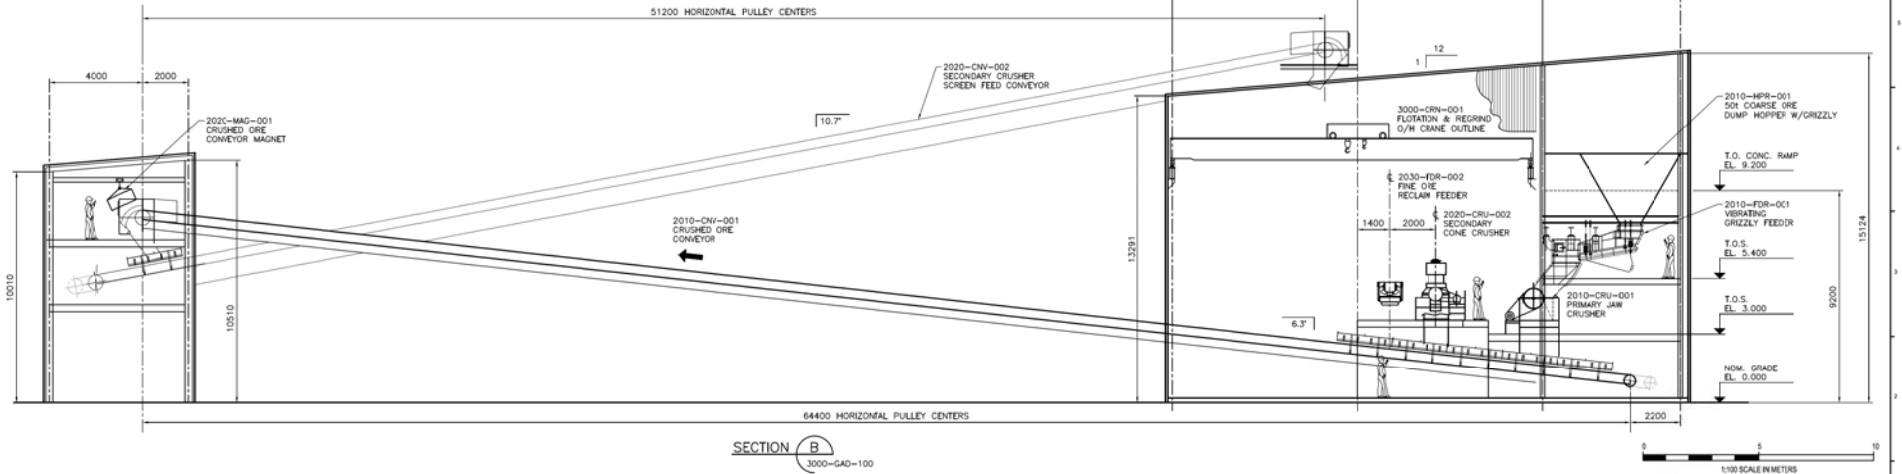 51200 HORIZONTAL PULLEY CENTERS
4000
2000
2020-MAG-001
CRUSHED ORE
CONVEYOR MAGNET
2020-CNV-002
SECONDARY CRUSHER
SCREEN FEED CONVEYOR
10.7°
12
1
3000-CRN-001
FLOTATION & REGRIND
O/H CRANE OUTLINE
2010-HPR-001
50t COARSE ORE
DUMP HOPPER W/GRIZZLY
T.O. CONC. RAMP
EL. 9.200
2030-FDR-002
FINE ORE
RECLAIM FEEDER
2010-FDR-001
VIBRATING
GRIZZLY FEEDER
2020-CRU-002
SECONDARY
CONE CRUSHER
1400
2000
2010-CNV-001
CRUSHED ORE
CONVEYOR
T.O.S.
EL. 5.400
10010
10510
13291
15124
9200
2010-CRU-001
PRIMARY JAW
CRUSHER
T.O.S.
EL. 3.000
6.3°
NOM. GRADE
EL. 0.000
64400 HORIZONTAL PULLEY CENTERS
2200
SECTION B
3000-GAD-100
0 5 10
1:100 SCALE IN METERS
5
4
3
2